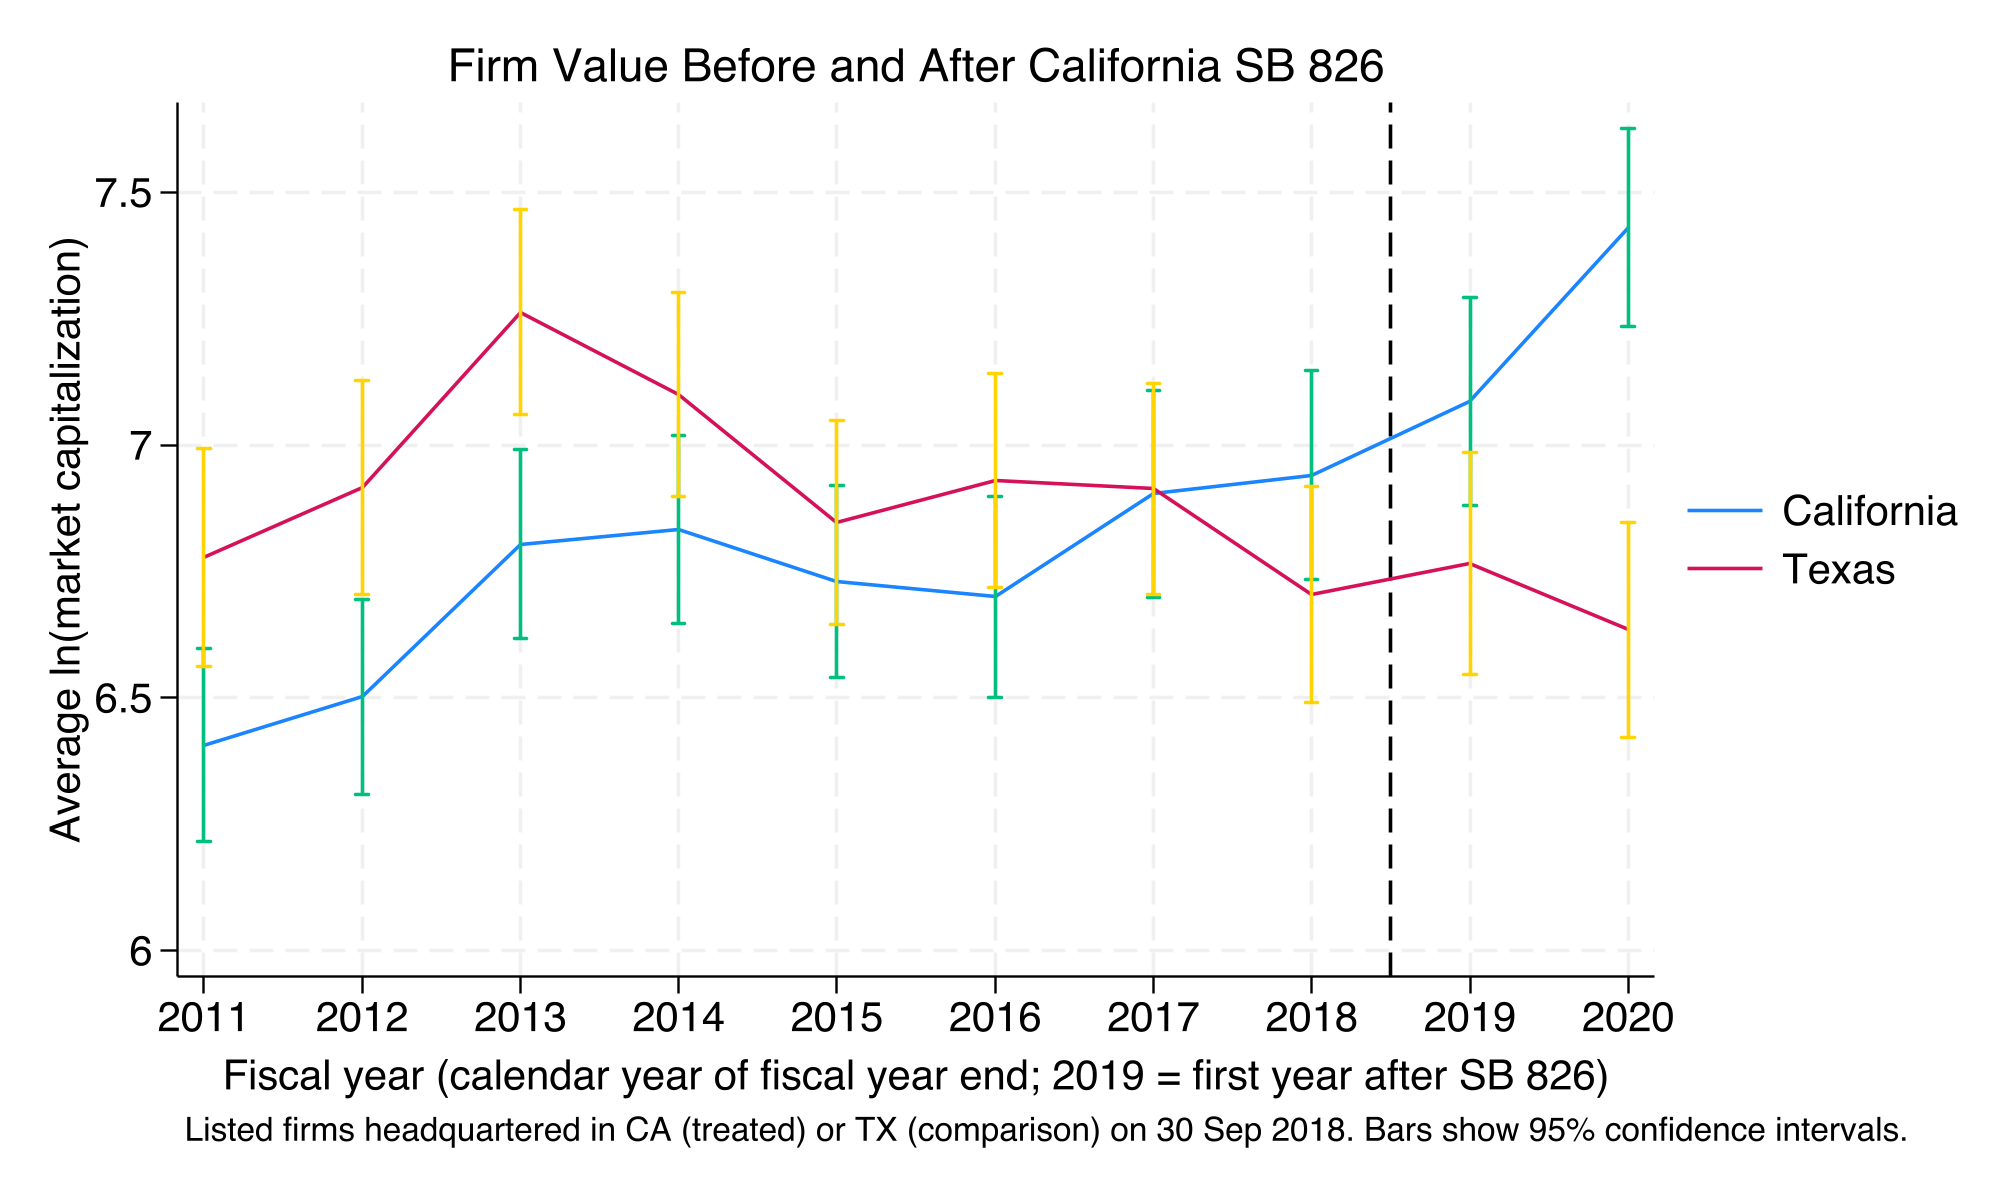 Firm Value Before and After California SB 826
Average ln(market capitalization)
7.5
7
6.5
6
2011 2012 2013 2014 2015 2016 2017 2018 2019 2020
Fiscal year (calendar year of fiscal year end; 2019 = first year after SB 826)
California
Texas
Listed firms headquartered in CA (treated) or TX (comparison) on 30 Sep 2018. Bars show 95% confidence intervals.